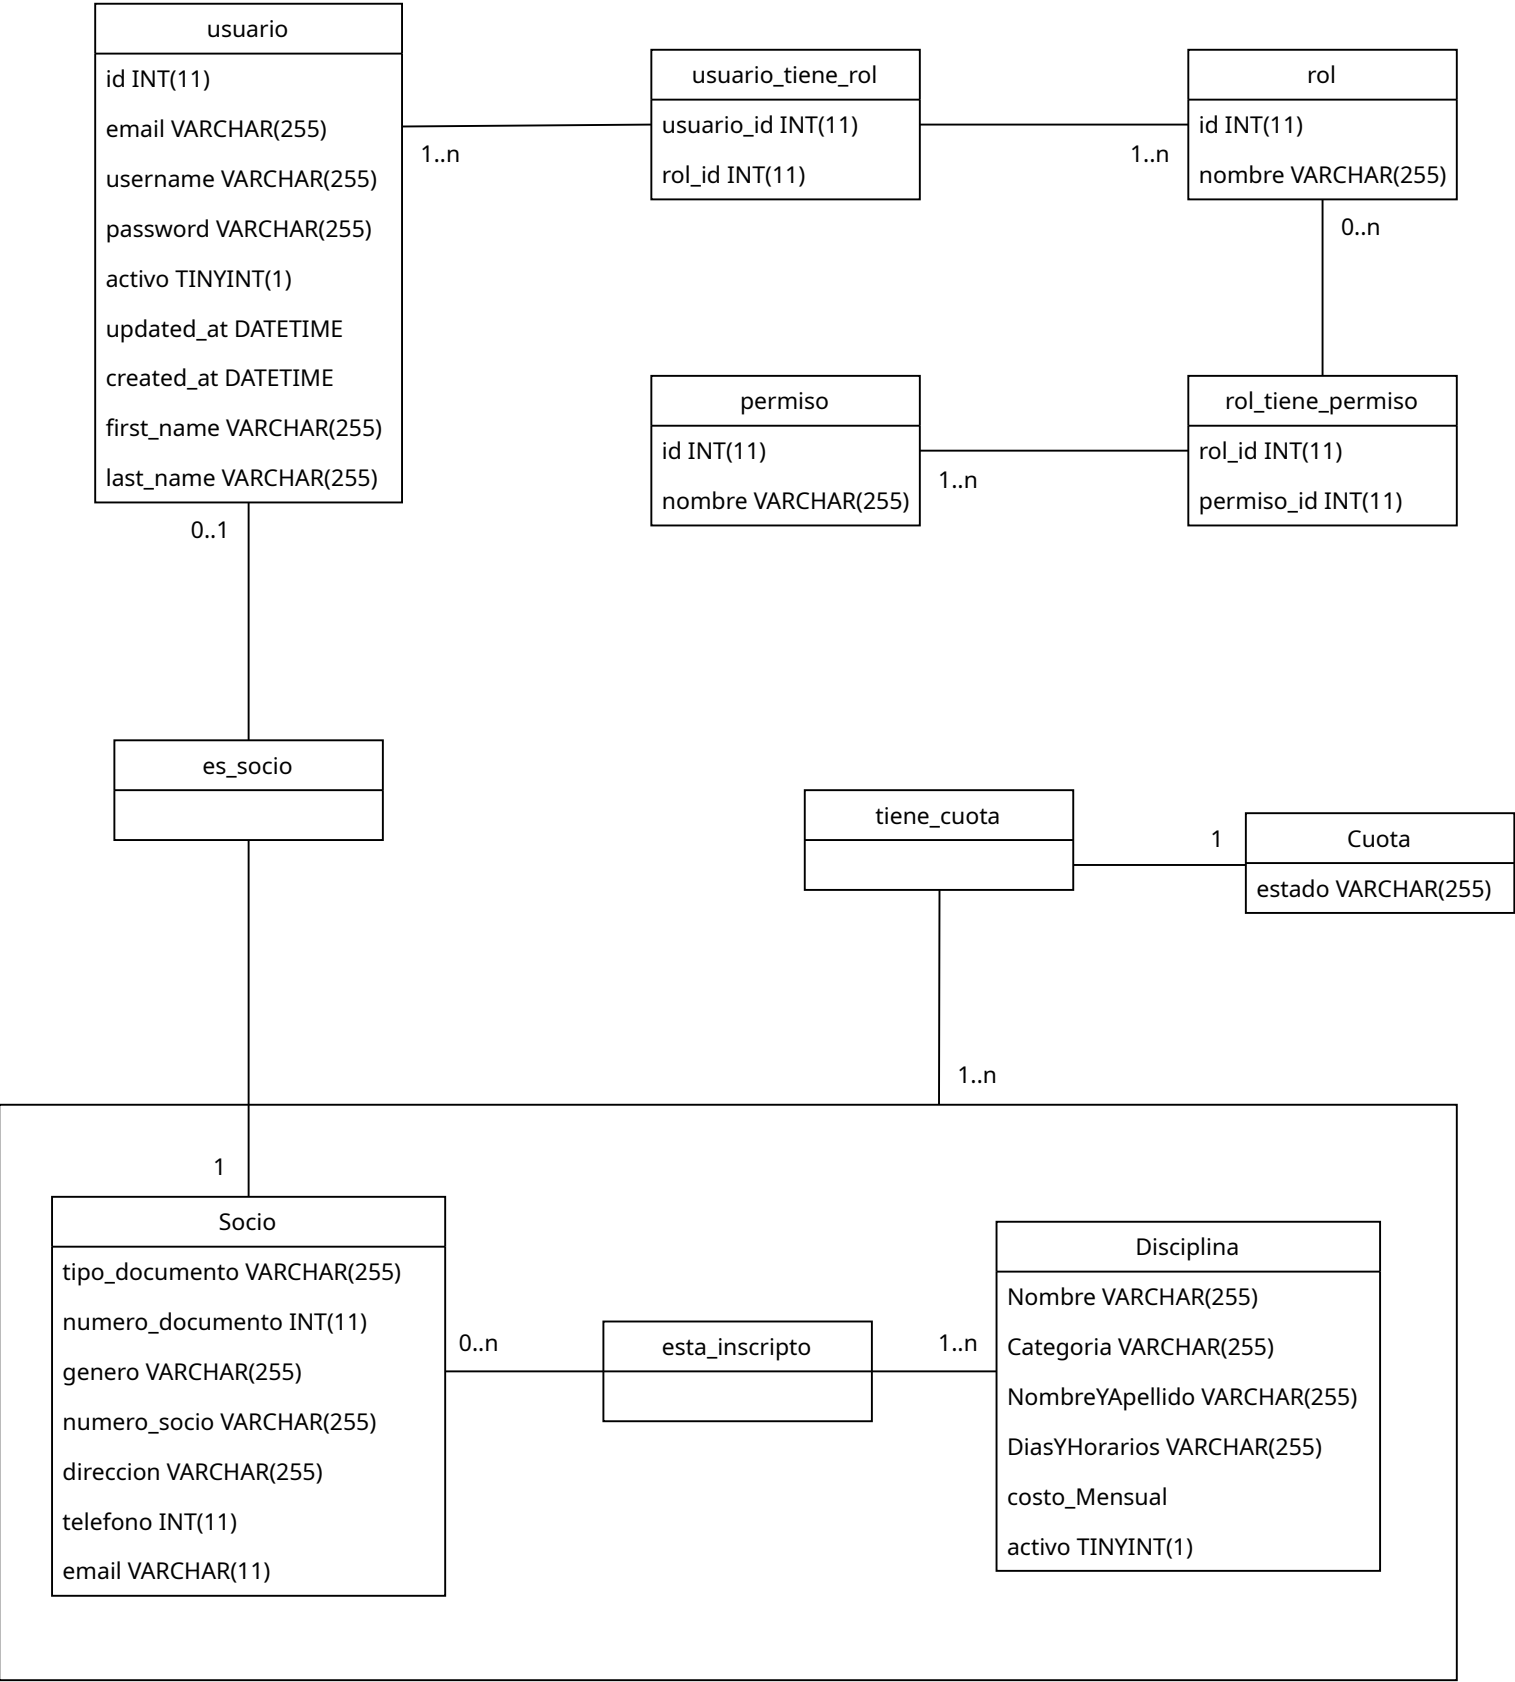 usuario
id INT(11)
email VARCHAR(255)
username VARCHAR(255)
password VARCHAR(255)
activo TINYINT(1)
updated_at DATETIME
created_at DATETIME
first_name VARCHAR(255)
last_name VARCHAR(255)
1..n
usuario_tiene_rol
usuario_id INT(11)
rol_id INT(11)
1..n
rol
id INT(11)
nombre VARCHAR(255)
0..n
permiso
id INT(11)
nombre VARCHAR(255)
1..n
rol_tiene_permiso
rol_id INT(11)
permiso_id INT(11)
0..1
es_socio
tiene_cuota
1
Cuota
estado VARCHAR(255)
1..n
1
Socio
tipo_documento VARCHAR(255)
numero_documento INT(11)
genero VARCHAR(255)
numero_socio VARCHAR(255)
direccion VARCHAR(255)
telefono INT(11)
email VARCHAR(11)
0..n
esta_inscripto
1..n
Disciplina
Nombre VARCHAR(255)
Categoria VARCHAR(255)
NombreYApellido VARCHAR(255)
DiasYHorarios VARCHAR(255)
costo_Mensual
activo TINYINT(1)